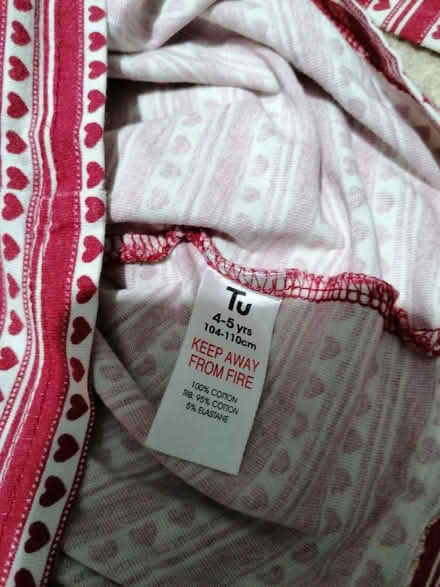 Tu
4-5 yrs
104-110cm
KEEP AWAY
FROM FIRE
100% COTTON
RIB: 95% COTTON
5% ELASTANE